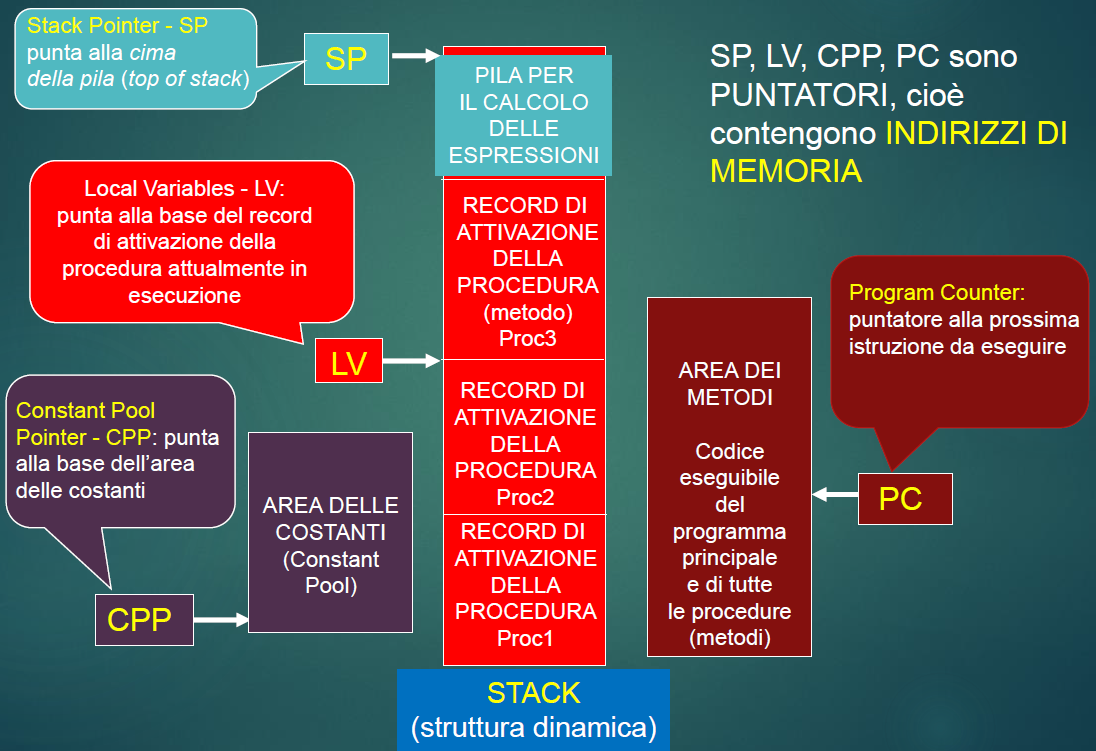 Stack Pointer - SP
punta alla cima
della pila (top of stack)
SP
PILA PER
IL CALCOLO
DELLE
ESPRESSIONI
SP, LV, CPP, PC sono
PUNTATORI, cioè
contengono INDIRIZZI DI
MEMORIA
Local Variables - LV:
punta alla base del record
di attivazione della
procedura attualmente in
esecuzione
LV
RECORD DI
ATTIVAZIONE
DELLA
PROCEDURA
(metodo)
Proc3
Program Counter:
puntatore alla prossima
istruzione da eseguire
PC
AREA DEI
METODI
Codice
eseguibile
del
programma
principale
e di tutte
le procedure
(metodi)
Constant Pool
Pointer - CPP: punta
alla base dell’area
delle costanti
CPP
AREA DELLE
COSTANTI
(Constant
Pool)
RECORD DI
ATTIVAZIONE
DELLA
PROCEDURA
Proc2
RECORD DI
ATTIVAZIONE
DELLA
PROCEDURA
Proc1
STACK
(struttura dinamica)